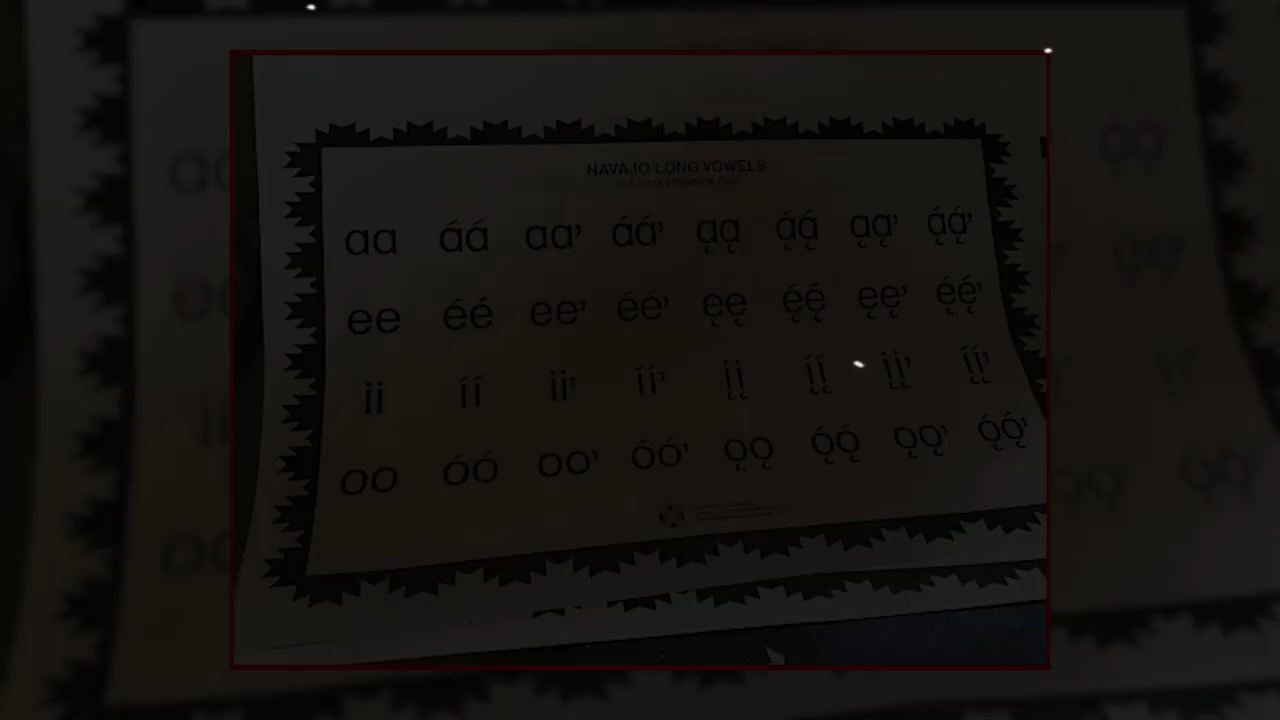 NAVAJO LONG VOWELS
aa áá aa’ áá’ ąą ą́ą́ ąą’ ą́ą́’
ee éé ee’ éé’ ęę ę́ę́ ęę’ ę́ę́’
ii íí ii’ íí’ įį į́į́ įį’ į́į́’
oo óó oo’ óó’ ǫǫ ǫ́ǫ́ ǫǫ’ ǫ́ǫ́’